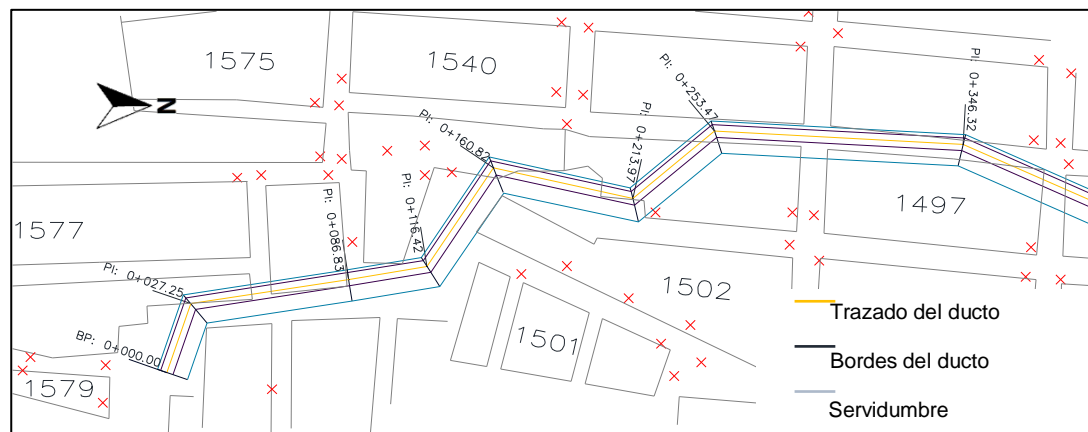 1575
1540
N
PI: 0+253.47
PI: 0+346.32
PI: 0+160.82
PI: 0+213.97
PI: 0+116.42
PI: 0+086.83
1577
1497
PI: 0+027.25
1502
BP: 0+000.00
1501
1579
Trazado del ducto
Bordes del ducto
Servidumbre